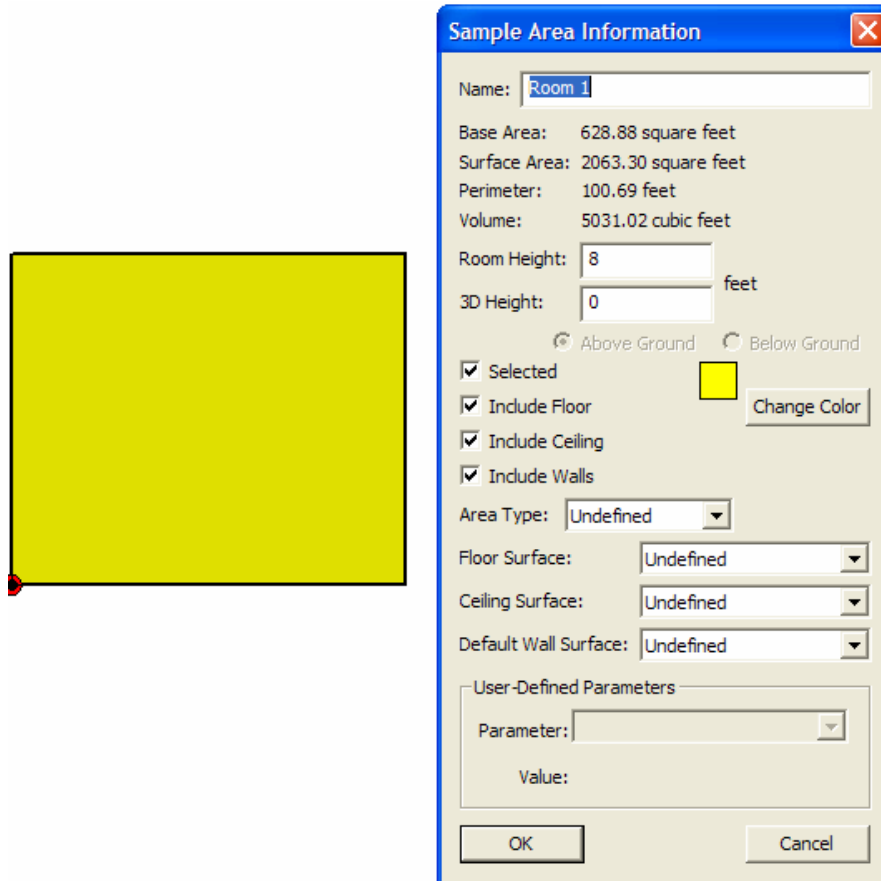 Sample Area Information
Name: Room 1
Base Area: 628.88 square feet
Surface Area: 2063.30 square feet
Perimeter: 100.69 feet
Volume: 5031.02 cubic feet
Room Height: 8
feet
3D Height: 0
Above Ground Below Ground
Selected
Include Floor Change Color
Include Ceiling
Include Walls
Area Type: Undefined
Floor Surface: Undefined
Ceiling Surface: Undefined
Default Wall Surface: Undefined
User-Defined Parameters
Parameter:
Value:
OK Cancel